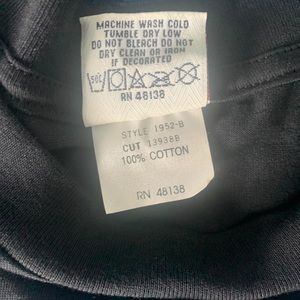 MACHINE WASH COLD
TUMBLE DRY LOW
DO NOT BLEACH DO NOT
DRY CLEAN OR IRON
IF DECORATED
50C
RN 48138
STYLE 1952-B
CUT 13938B
100% COTTON
RN 48138